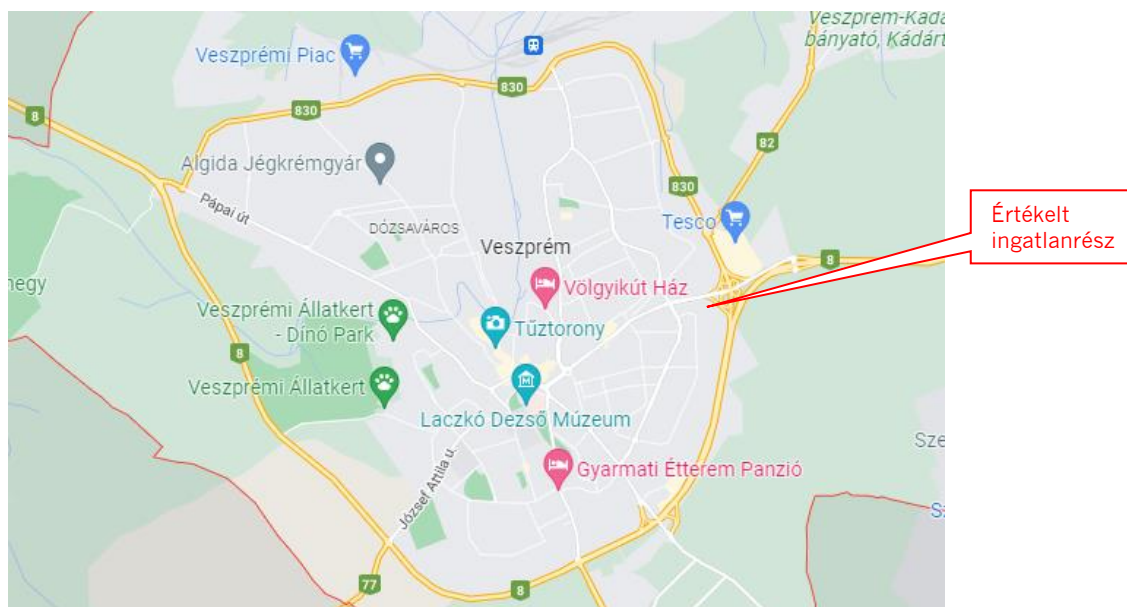 Veszprém-Káda
bányató, Kádárt
Veszprémi Piac
830
8
830
82
Algida Jégkrémgyár
830
Pápai út
Tesco
Értékelt
ingatlanrész
DÓZSAVÁROS
Veszprém
8
negy
Völgyikút Ház
Veszprémi Állatkert
- Dínó Park
Tűztorony
8
Veszprémi Állatkert
Laczkó Dezső Múzeum
Sze
József Attila u.
Gyarmati Étterem Panzió
S
77
8